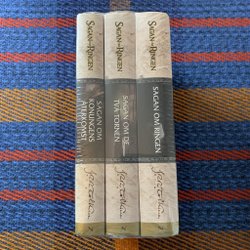 SAGAN OM RINGEN
SAGAN OM
KONUNGENS
ÅTERKOMST
SAGAN OM RINGEN
SAGAN OM DE
TVÅ TORNEN
SAGAN OM RINGEN
SAGAN OM RINGEN